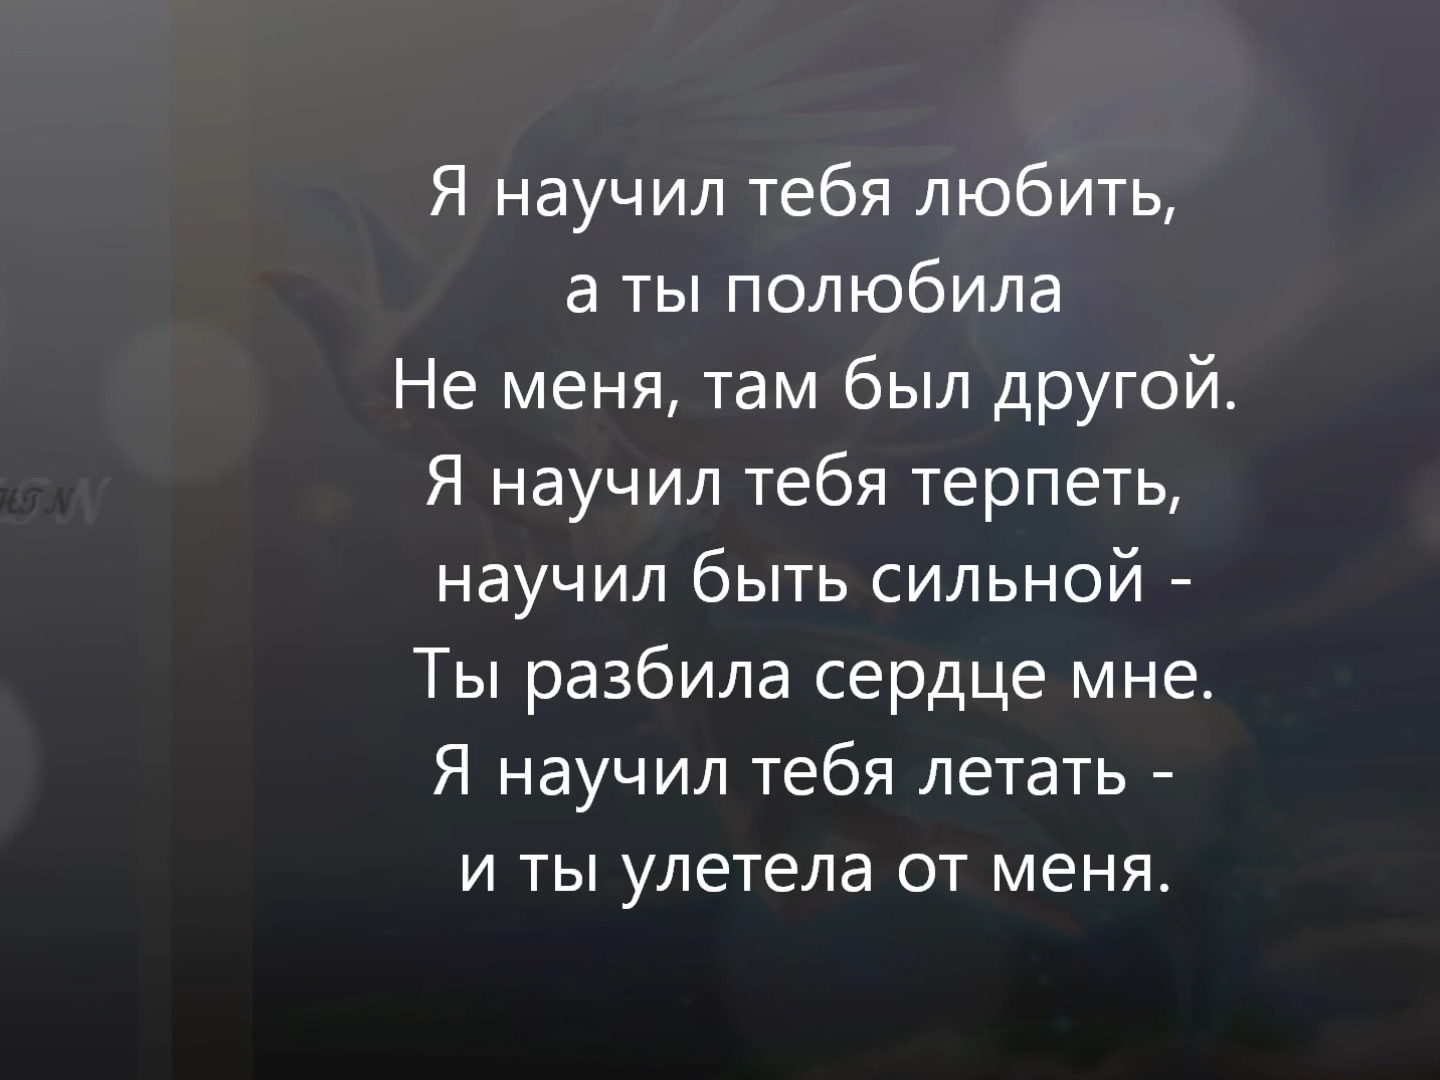 Я научил тебя любить,
а ты полюбила
Не меня, там был другой.
Я научил тебя терпеть,
научил быть сильной -
Ты разбила сердце мне.
Я научил тебя летать -
и ты улетела от меня.